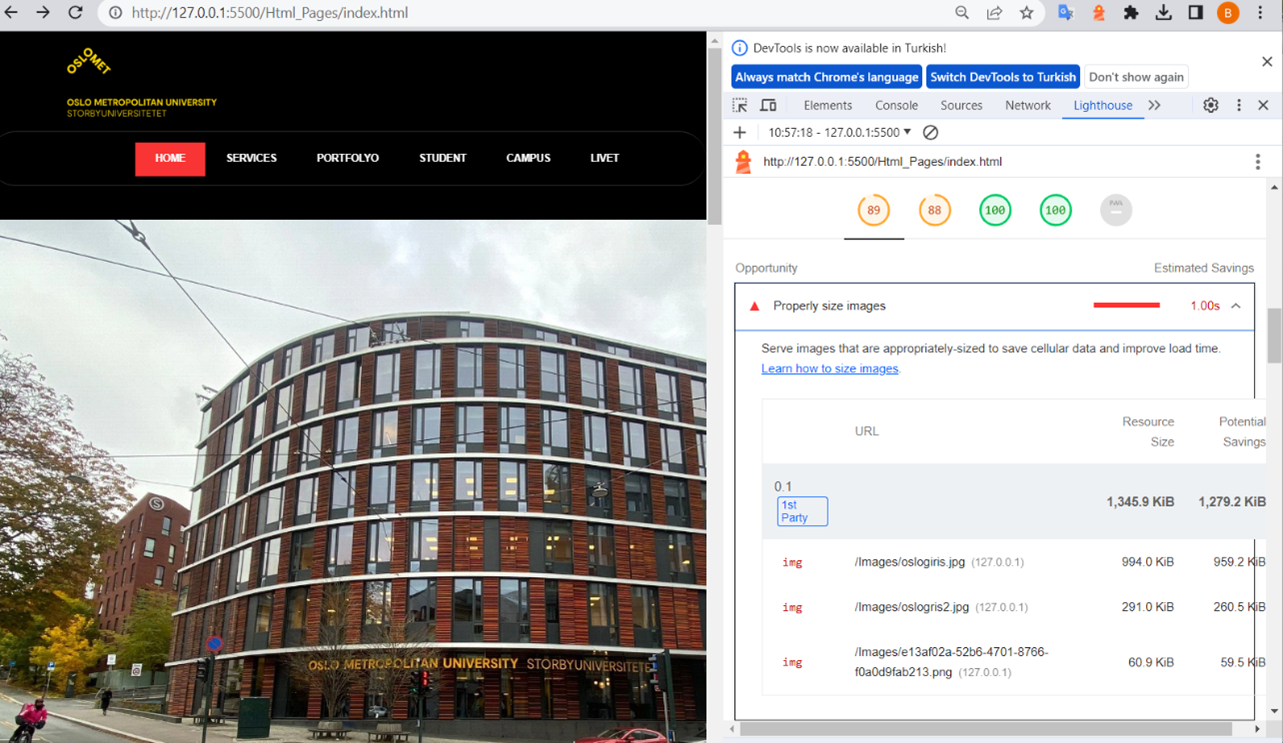 http://127.0.0.1:5500/Html_Pages/index.html
B
OSLOMET
OSLO METROPOLITAN UNIVERSITY
STORBYUNIVERSITETET
HOME SERVICES PORTFOLYO STUDENT CAMPUS LIVET
S
OSLO METROPOLITAN UNIVERSITY STORBYUNIVERSITETE
DevTools is now available in Turkish!
Always match Chrome's language Switch DevTools to Turkish Don't show again
Elements Console Sources Network Lighthouse
10:57:18 - 127.0.0.1:5500
http://127.0.0.1:5500/Html_Pages/index.html
89 88 100 100 PWA
Opportunity Estimated Savings
Properly size images 1.00s
Serve images that are appropriately-sized to save cellular data and improve load time.
Learn how to size images.
URL Resource Size Potential Savings
0.1
1st Party 1,345.9 KiB 1,279.2 KiB
img /Images/oslogiris.jpg (127.0.0.1) 994.0 KiB 959.2 KiB
img /Images/oslogris2.jpg (127.0.0.1) 291.0 KiB 260.5 KiB
img /Images/e13af02a-52b6-4701-8766-
f0a0d9fab213.png (127.0.0.1) 60.9 KiB 59.5 KiB